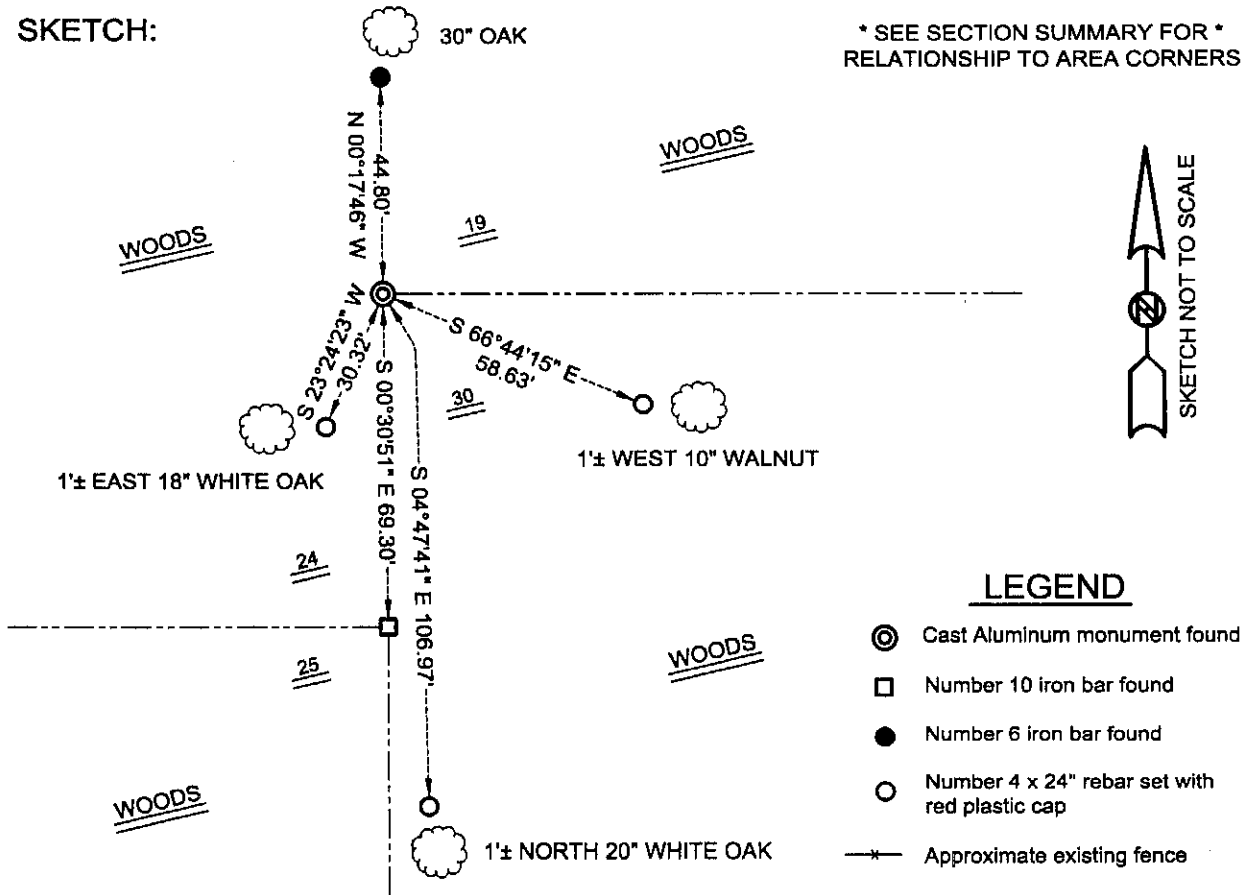 SKETCH:
30" OAK
* SEE SECTION SUMMARY FOR *
RELATIONSHIP TO AREA CORNERS
WOODS
WOODS
N 00°17'46" W
44.80'
19
SKETCH NOT TO SCALE
N
S 23°24'23" W
30.32'
S 66°44'15" E
58.63'
30
S 00°30'51" E 69.30'
S 04°47'41" E 106.97'
1'± EAST 18" WHITE OAK
1'± WEST 10" WALNUT
24
25
WOODS
WOODS
1'± NORTH 20" WHITE OAK
LEGEND
Cast Aluminum monument found
Number 10 iron bar found
Number 6 iron bar found
Number 4 x 24" rebar set with
red plastic cap
Approximate existing fence